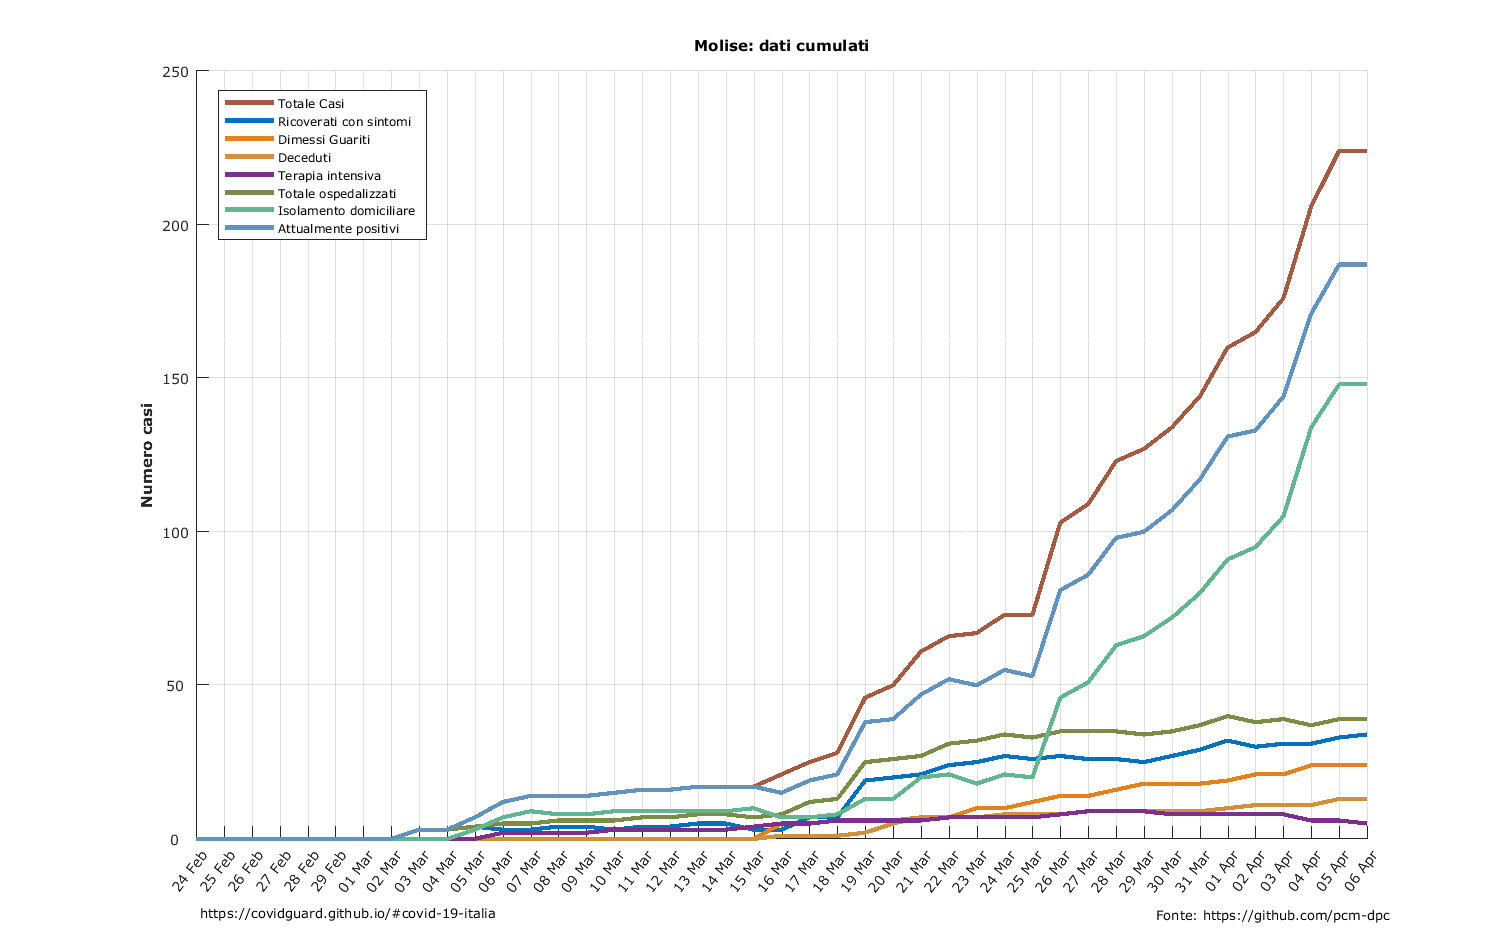 Molise: dati cumulati
250
200
150
100
50
0
Numero casi
Totale Casi
Ricoverati con sintomi
Dimessi Guariti
Deceduti
Terapia intensiva
Totale ospedalizzati
Isolamento domiciliare
Attualmente positivi
24 Feb
25 Feb
26 Feb
27 Feb
28 Feb
29 Feb
01 Mar
02 Mar
03 Mar
04 Mar
05 Mar
06 Mar
07 Mar
08 Mar
09 Mar
10 Mar
11 Mar
12 Mar
13 Mar
14 Mar
15 Mar
16 Mar
17 Mar
18 Mar
19 Mar
20 Mar
21 Mar
22 Mar
23 Mar
24 Mar
25 Mar
26 Mar
27 Mar
28 Mar
29 Mar
30 Mar
31 Mar
01 Apr
02 Apr
03 Apr
04 Apr
05 Apr
06 Apr
https://covidguard.github.io/#covid-19-italia
Fonte: https://github.com/pcm-dpc